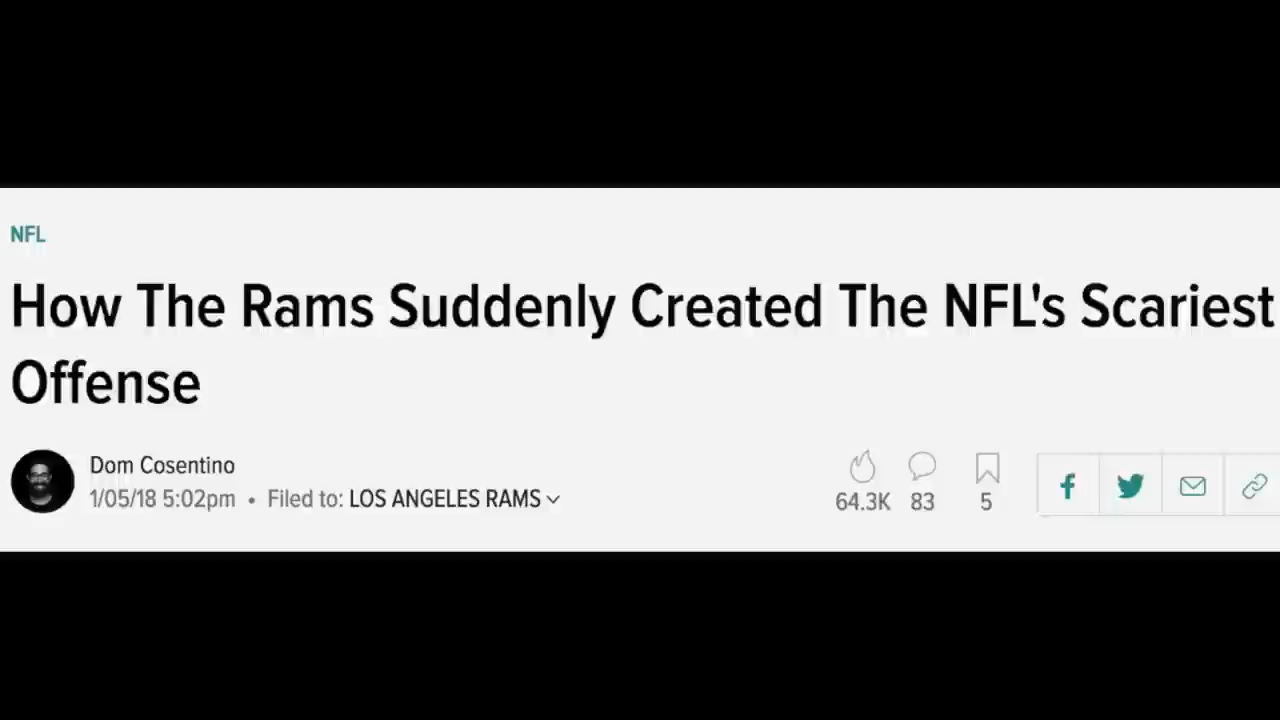 NFL
How The Rams Suddenly Created The NFL's Scariest
Offense
Dom Cosentino
1/05/18 5:02pm • Filed to: LOS ANGELES RAMS
64.3K 83 5